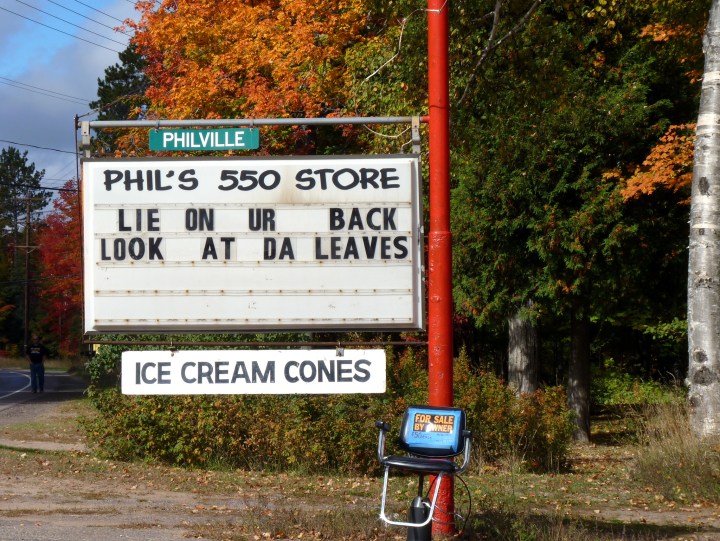 PHILVILLE
PHIL'S 550 STORE
LIE ON UR BACK
LOOK AT DA LEAVES
ICE CREAM CONES
FOR SALE
BY OWNER